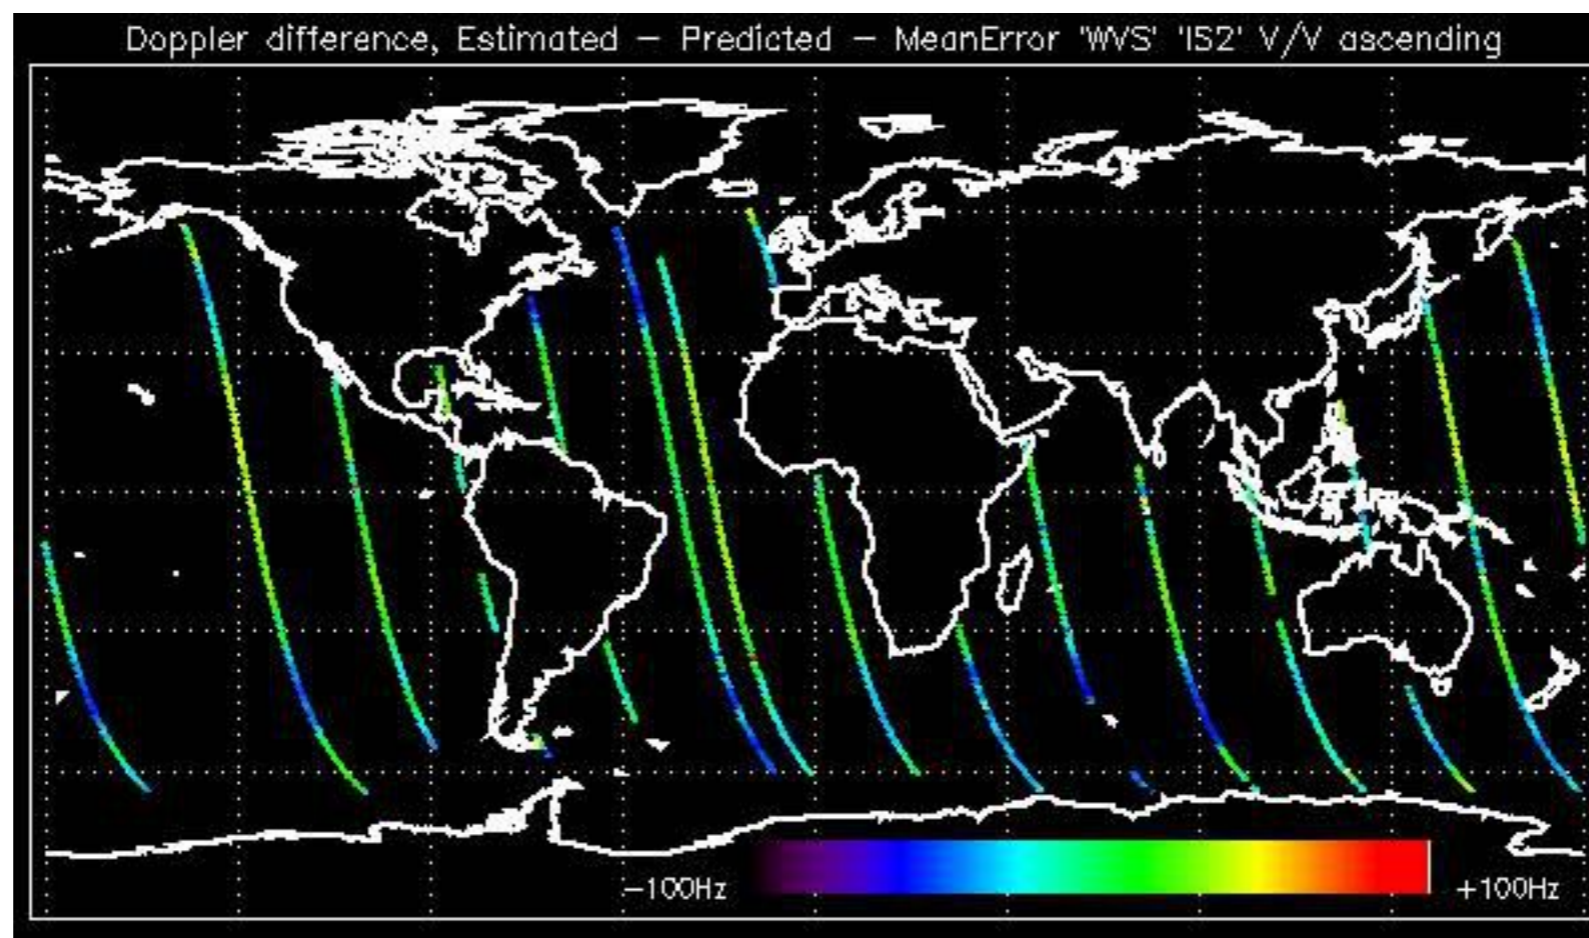 Doppler difference, Estimated – Predicted – MeanError 'WVS' 'IS2' V/V ascending
–100Hz
+100Hz